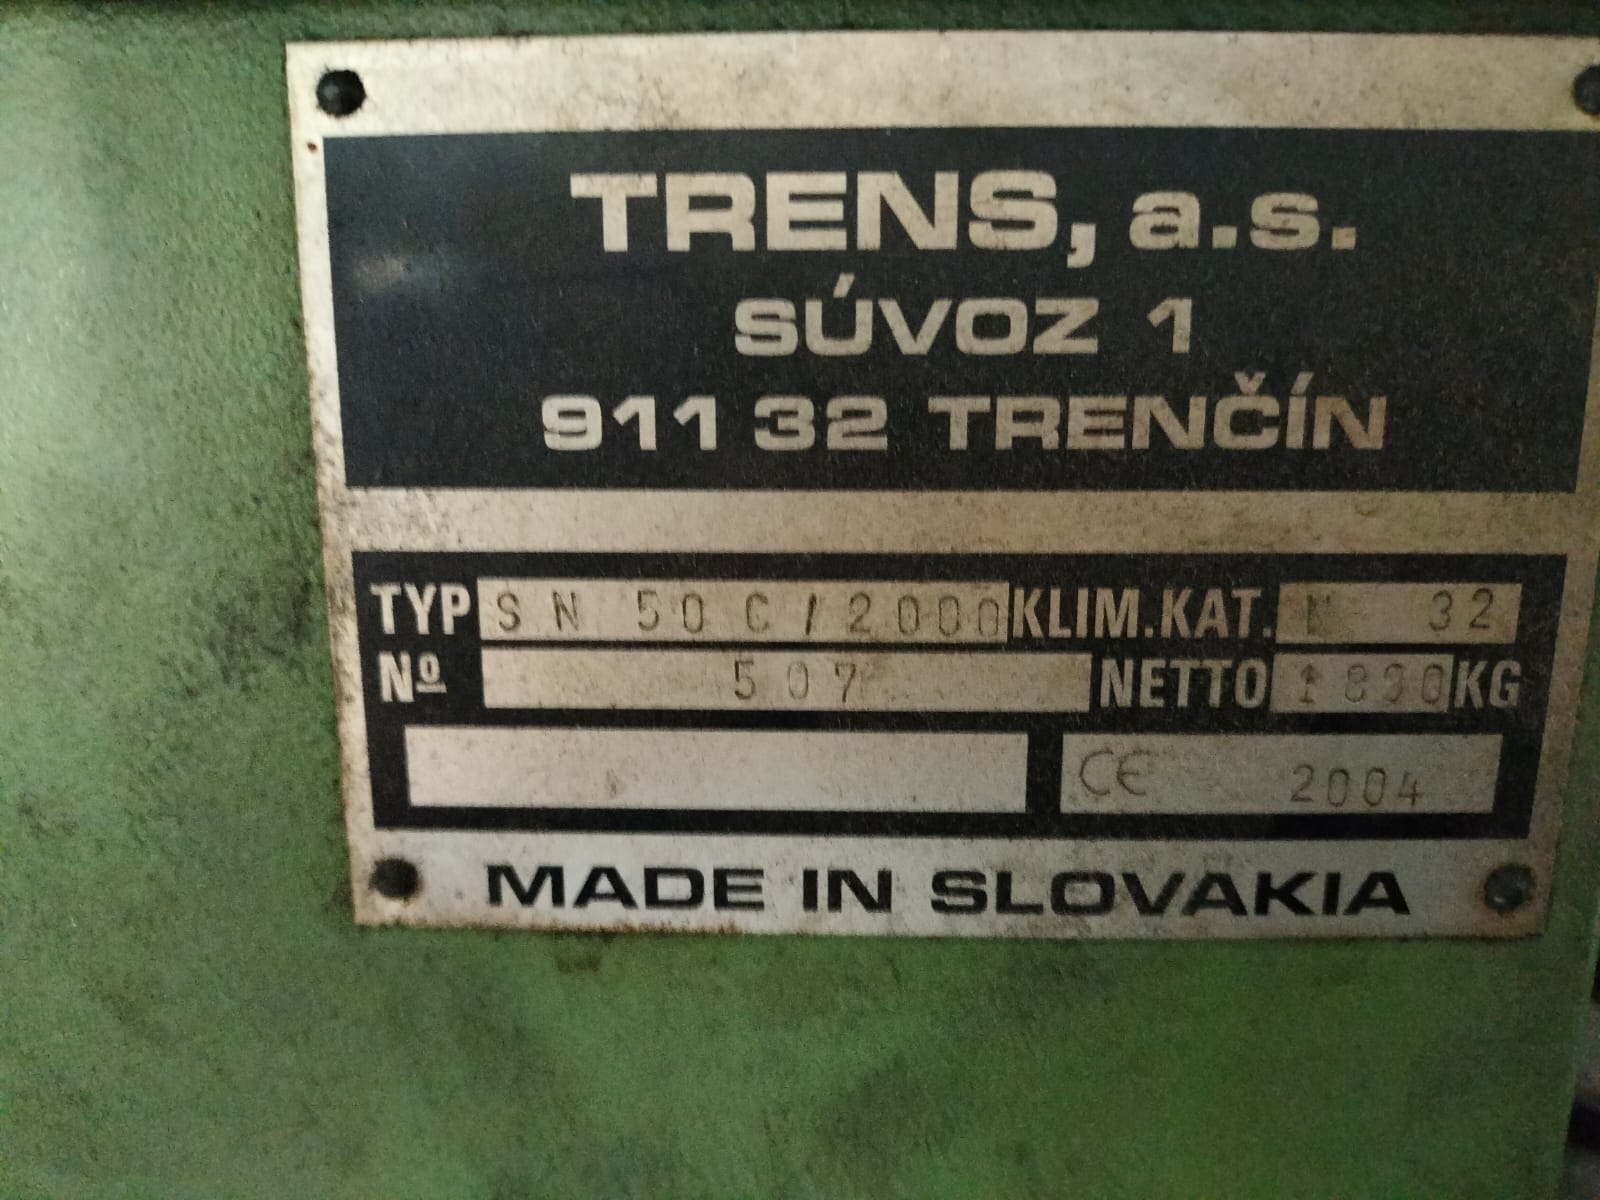 TRENS, a.s.
SÚVOZ 1
911 32 TRENČÍN
TYP SN 50 C/2000 KLIM.KAT. 32
Nº 507 NETTO KG
CE 2004
MADE IN SLOVAKIA